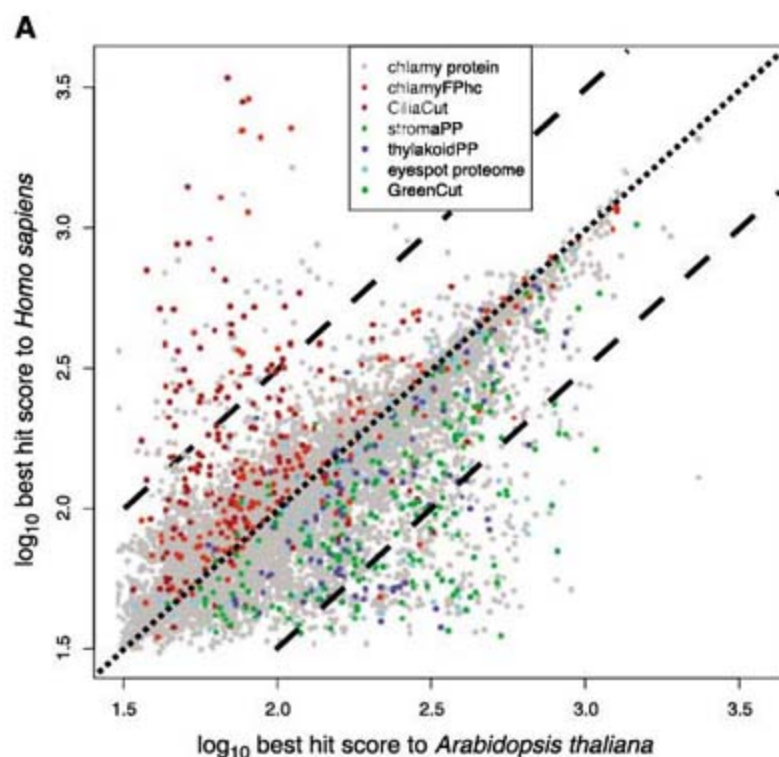 A
chlamy protein
chlamyFPhc
CiliaCut
stromaPP
thylakoidPP
eyespot proteome
GreenCut
3.5
3.0
2.5
2.0
1.5
log10 best hit score to Homo sapiens
1.5 2.0 2.5 3.0 3.5
log10 best hit score to Arabidopsis thaliana